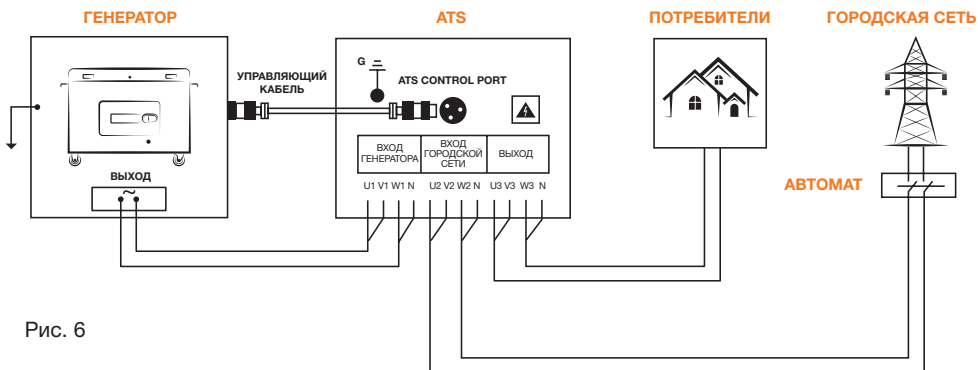 ГЕНЕРАТОР
ATS
ПОТРЕБИТЕЛИ
ГОРОДСКАЯ СЕТЬ
УПРАВЛЯЮЩИЙ
КАБЕЛЬ
G
ATS CONTROL PORT
ВХОД
ГЕНЕРАТОРА
ВХОД
ГОРОДСКОЙ
СЕТИ
ВЫХОД
ВЫХОД
~
U1 V1 W1 N
U2 V2 W2 N
U3 V3 W3 N
АВТОМАТ
Рис. 6